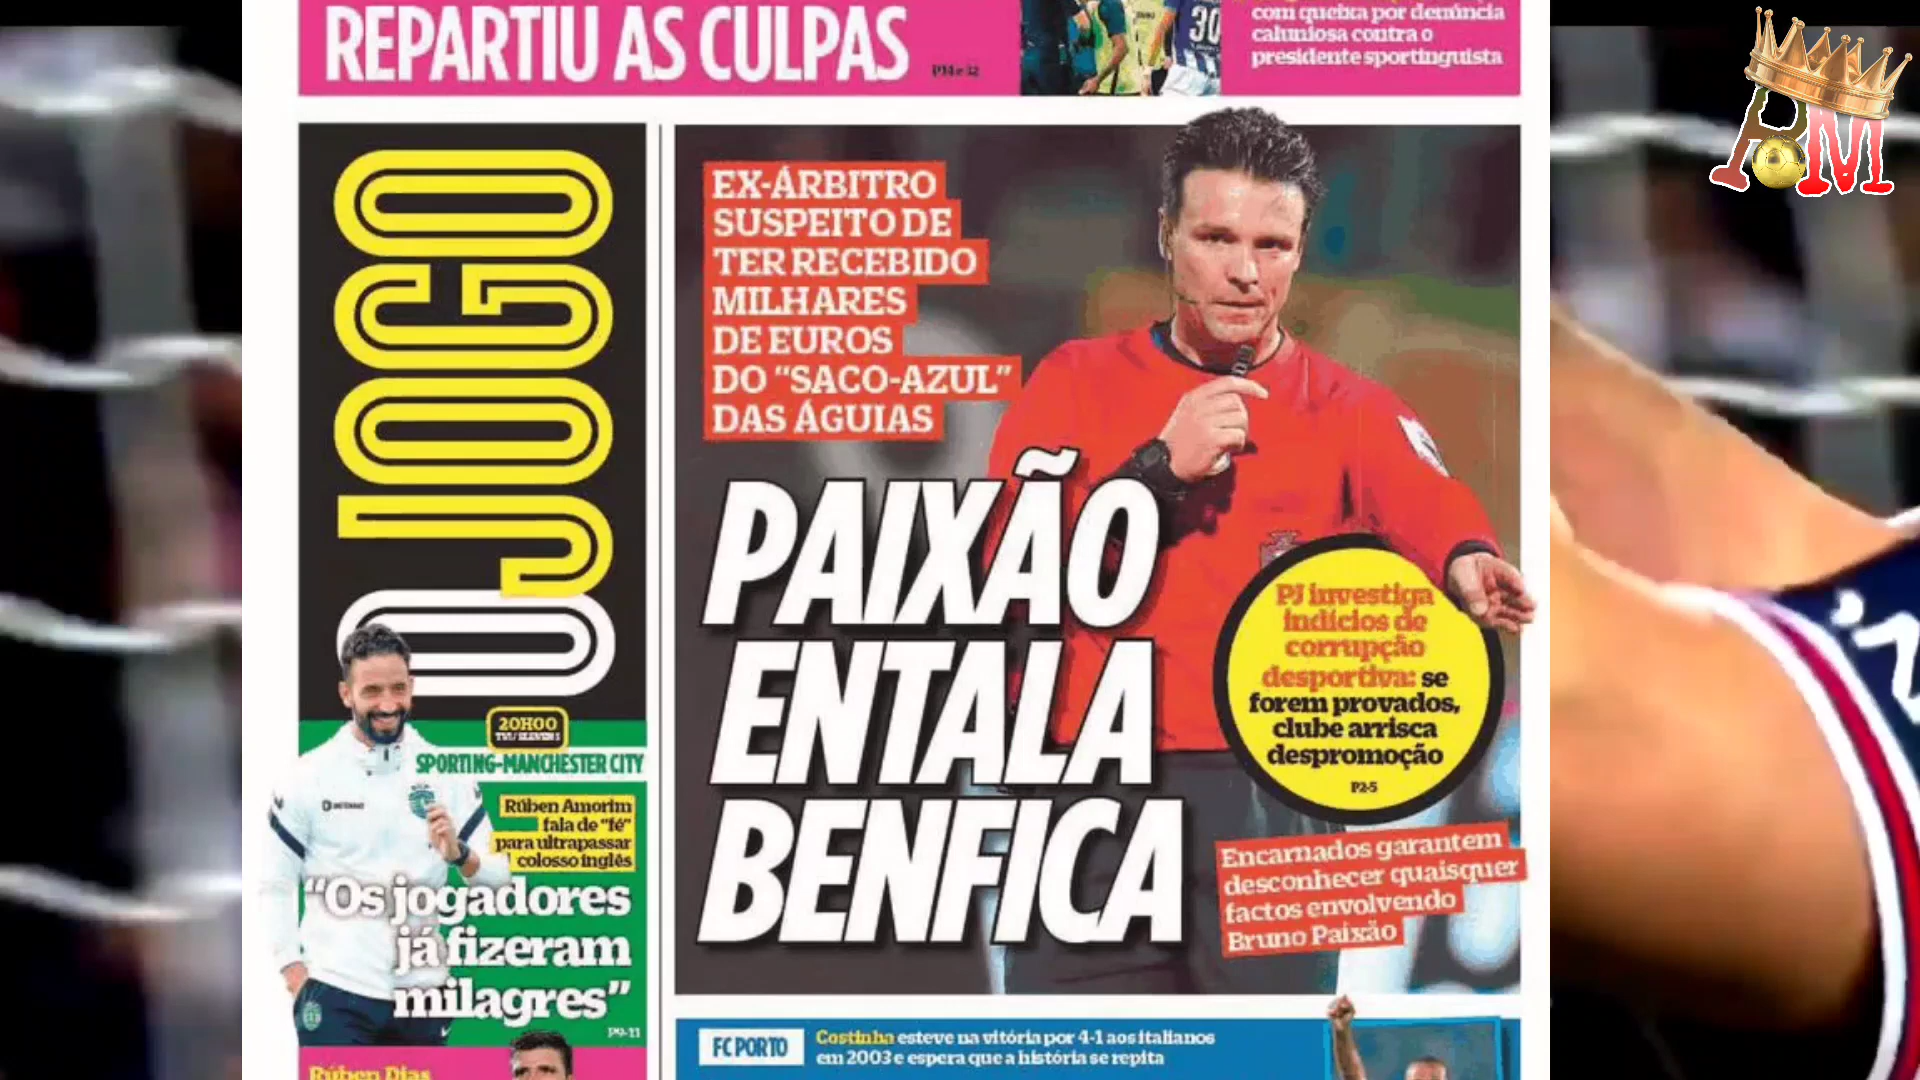 REPARTIU AS CULPAS
P14 e 32
30
com queixa por denúncia
caluniosa contra o
presidente sportinguista
O JOGO
EX-ÁRBITRO
SUSPEITO DE
TER RECEBIDO
MILHARES
DE EUROS
DO “SACO-AZUL”
DAS ÁGUIAS
PAIXÃO
ENTALA
BENFICA
PJ investiga
indícios de
corrupção
desportiva: se
forem provados,
clube arrisca
despromoção
P2-5
Encarnados garantem
desconhecer quaisquer
factos envolvendo
Bruno Paixão
20H00
TVI / ELEVEN 1
SPORTING-MANCHESTER CITY
Rúben Amorim
fala de "fé"
para ultrapassar
colosso inglês
“Os jogadores
já fizeram
milagres”
P9-11
Rúben Dias
FC PORTO
Costinha esteve na vitória por 4-1 aos italianos
em 2003 e espera que a história se repita
PM